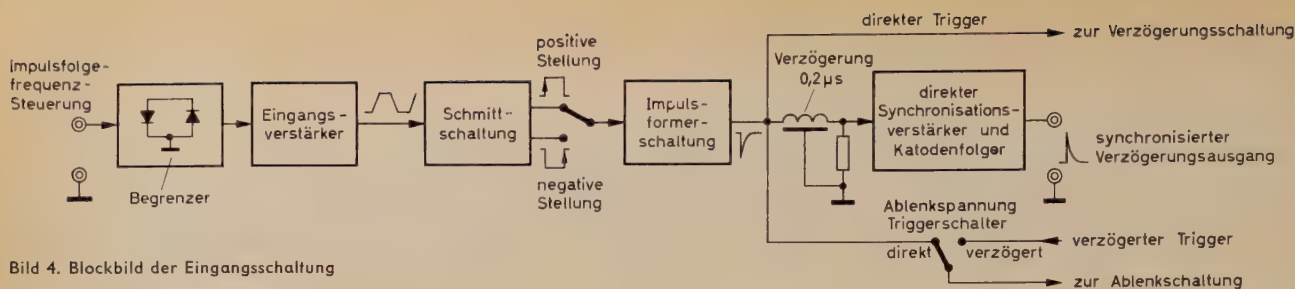 Impulsfolge-
frequenz-
Steuerung
Begrenzer
Eingangs-
verstärker
Schmitt-
schaltung
positive
Stellung
negative
Stellung
Impuls-
former-
schaltung
direkter Trigger
zur Verzögerungsschaltung
Verzögerung
0,2µs
direkter
Synchronisations-
verstärker und
Katodenfolger
synchronisierter
Verzögerungsausgang
Ablenkspannung
Triggerschalter
direkt
verzögert
verzögerter Trigger
zur Ablenkschaltung
Bild 4. Blockbild der Eingangsschaltung